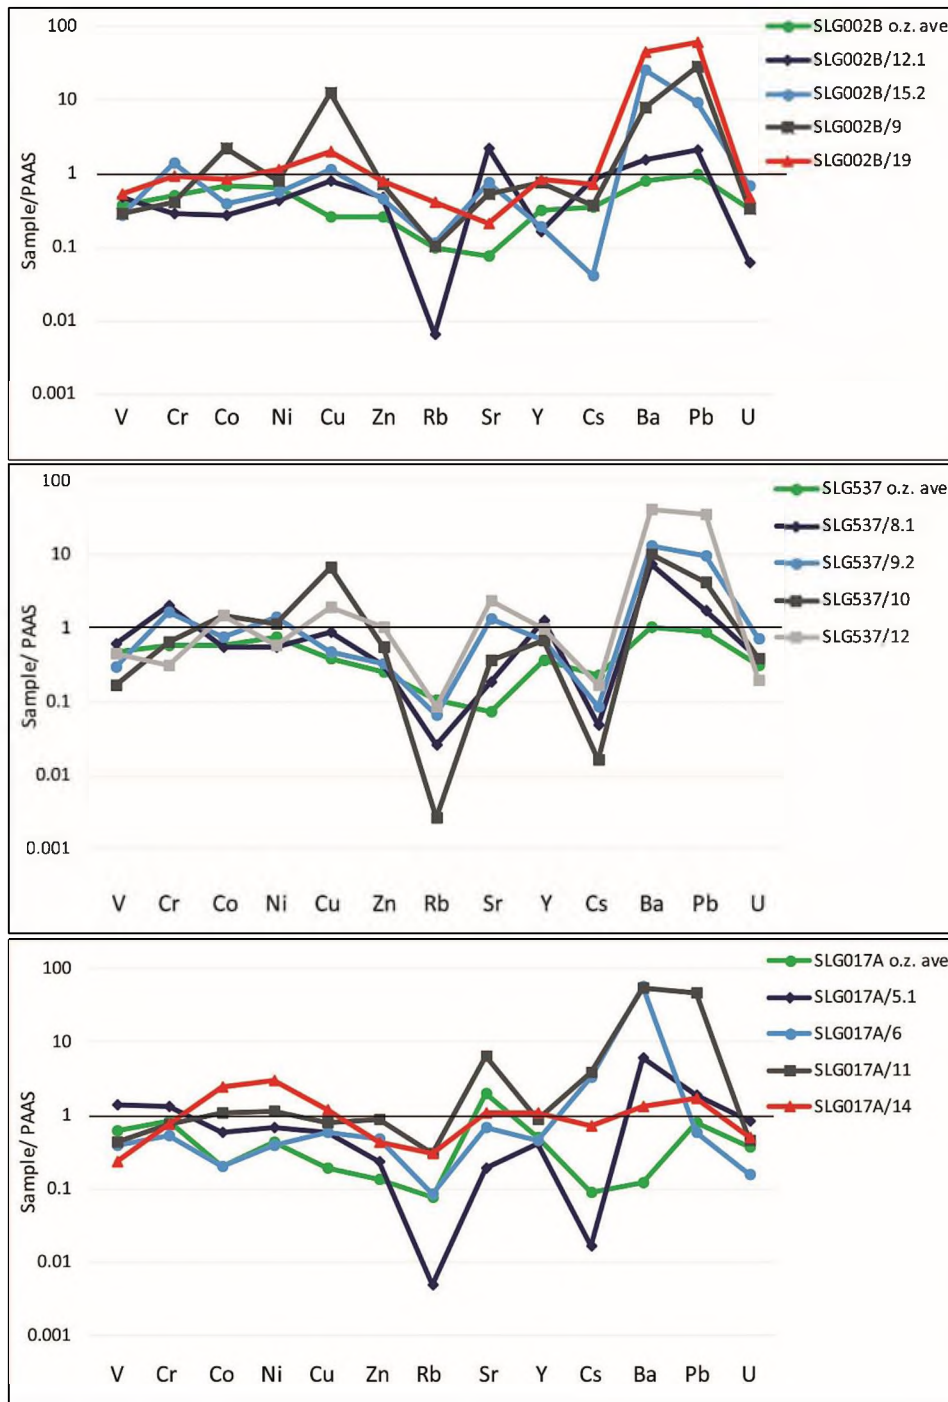 100
10
1
0.1
0.01
0.001
Sample/PAAS
V Cr Co Ni Cu Zn Rb Sr Y Cs Ba Pb U
SLG002B o.z. ave
SLG002B/12.1
SLG002B/15.2
SLG002B/9
SLG002B/19
100
10
1
0.1
0.01
0.001
Sample/ PAAS
V Cr Co Ni Cu Zn Rb Sr Y Cs Ba Pb U
SLG537 o.z. ave
SLG537/8.1
SLG537/9.2
SLG537/10
SLG537/12
100
10
1
0.1
0.01
0.001
Sample/ PAAS
V Cr Co Ni Cu Zn Rb Sr Y Cs Ba Pb U
SLG017A o.z. ave
SLG017A/5.1
SLG017A/6
SLG017A/11
SLG017A/14